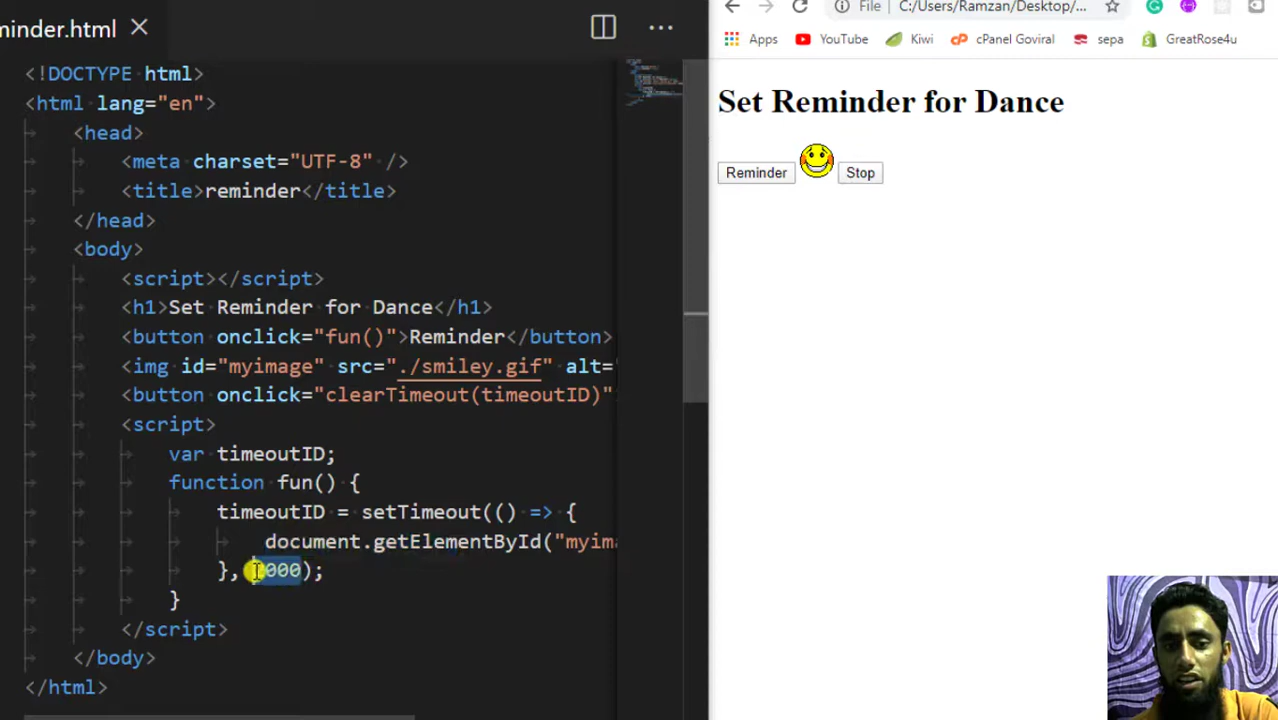 minder.html
<!DOCTYPE html>
<html lang="en">
<head>
<meta charset="UTF-8" />
<title>reminder</title>
</head>
<body>
<script></script>
<h1>Set Reminder for Dance</h1>
<button onclick="fun()">Reminder</button>
<img id="myimage" src="./smiley.gif" alt="
<button onclick="clearTimeout(timeoutID)"
<script>
var timeoutID;
function fun() {
timeoutID = setTimeout(() => {
document.getElementById("myima
}, 000);
}
</script>
</body>
</html>
File C:/Users/Ramzan/Desktop/...
Apps YouTube Kiwi cPanel Goviral sepa GreatRose4u
Set Reminder for Dance
Reminder Stop